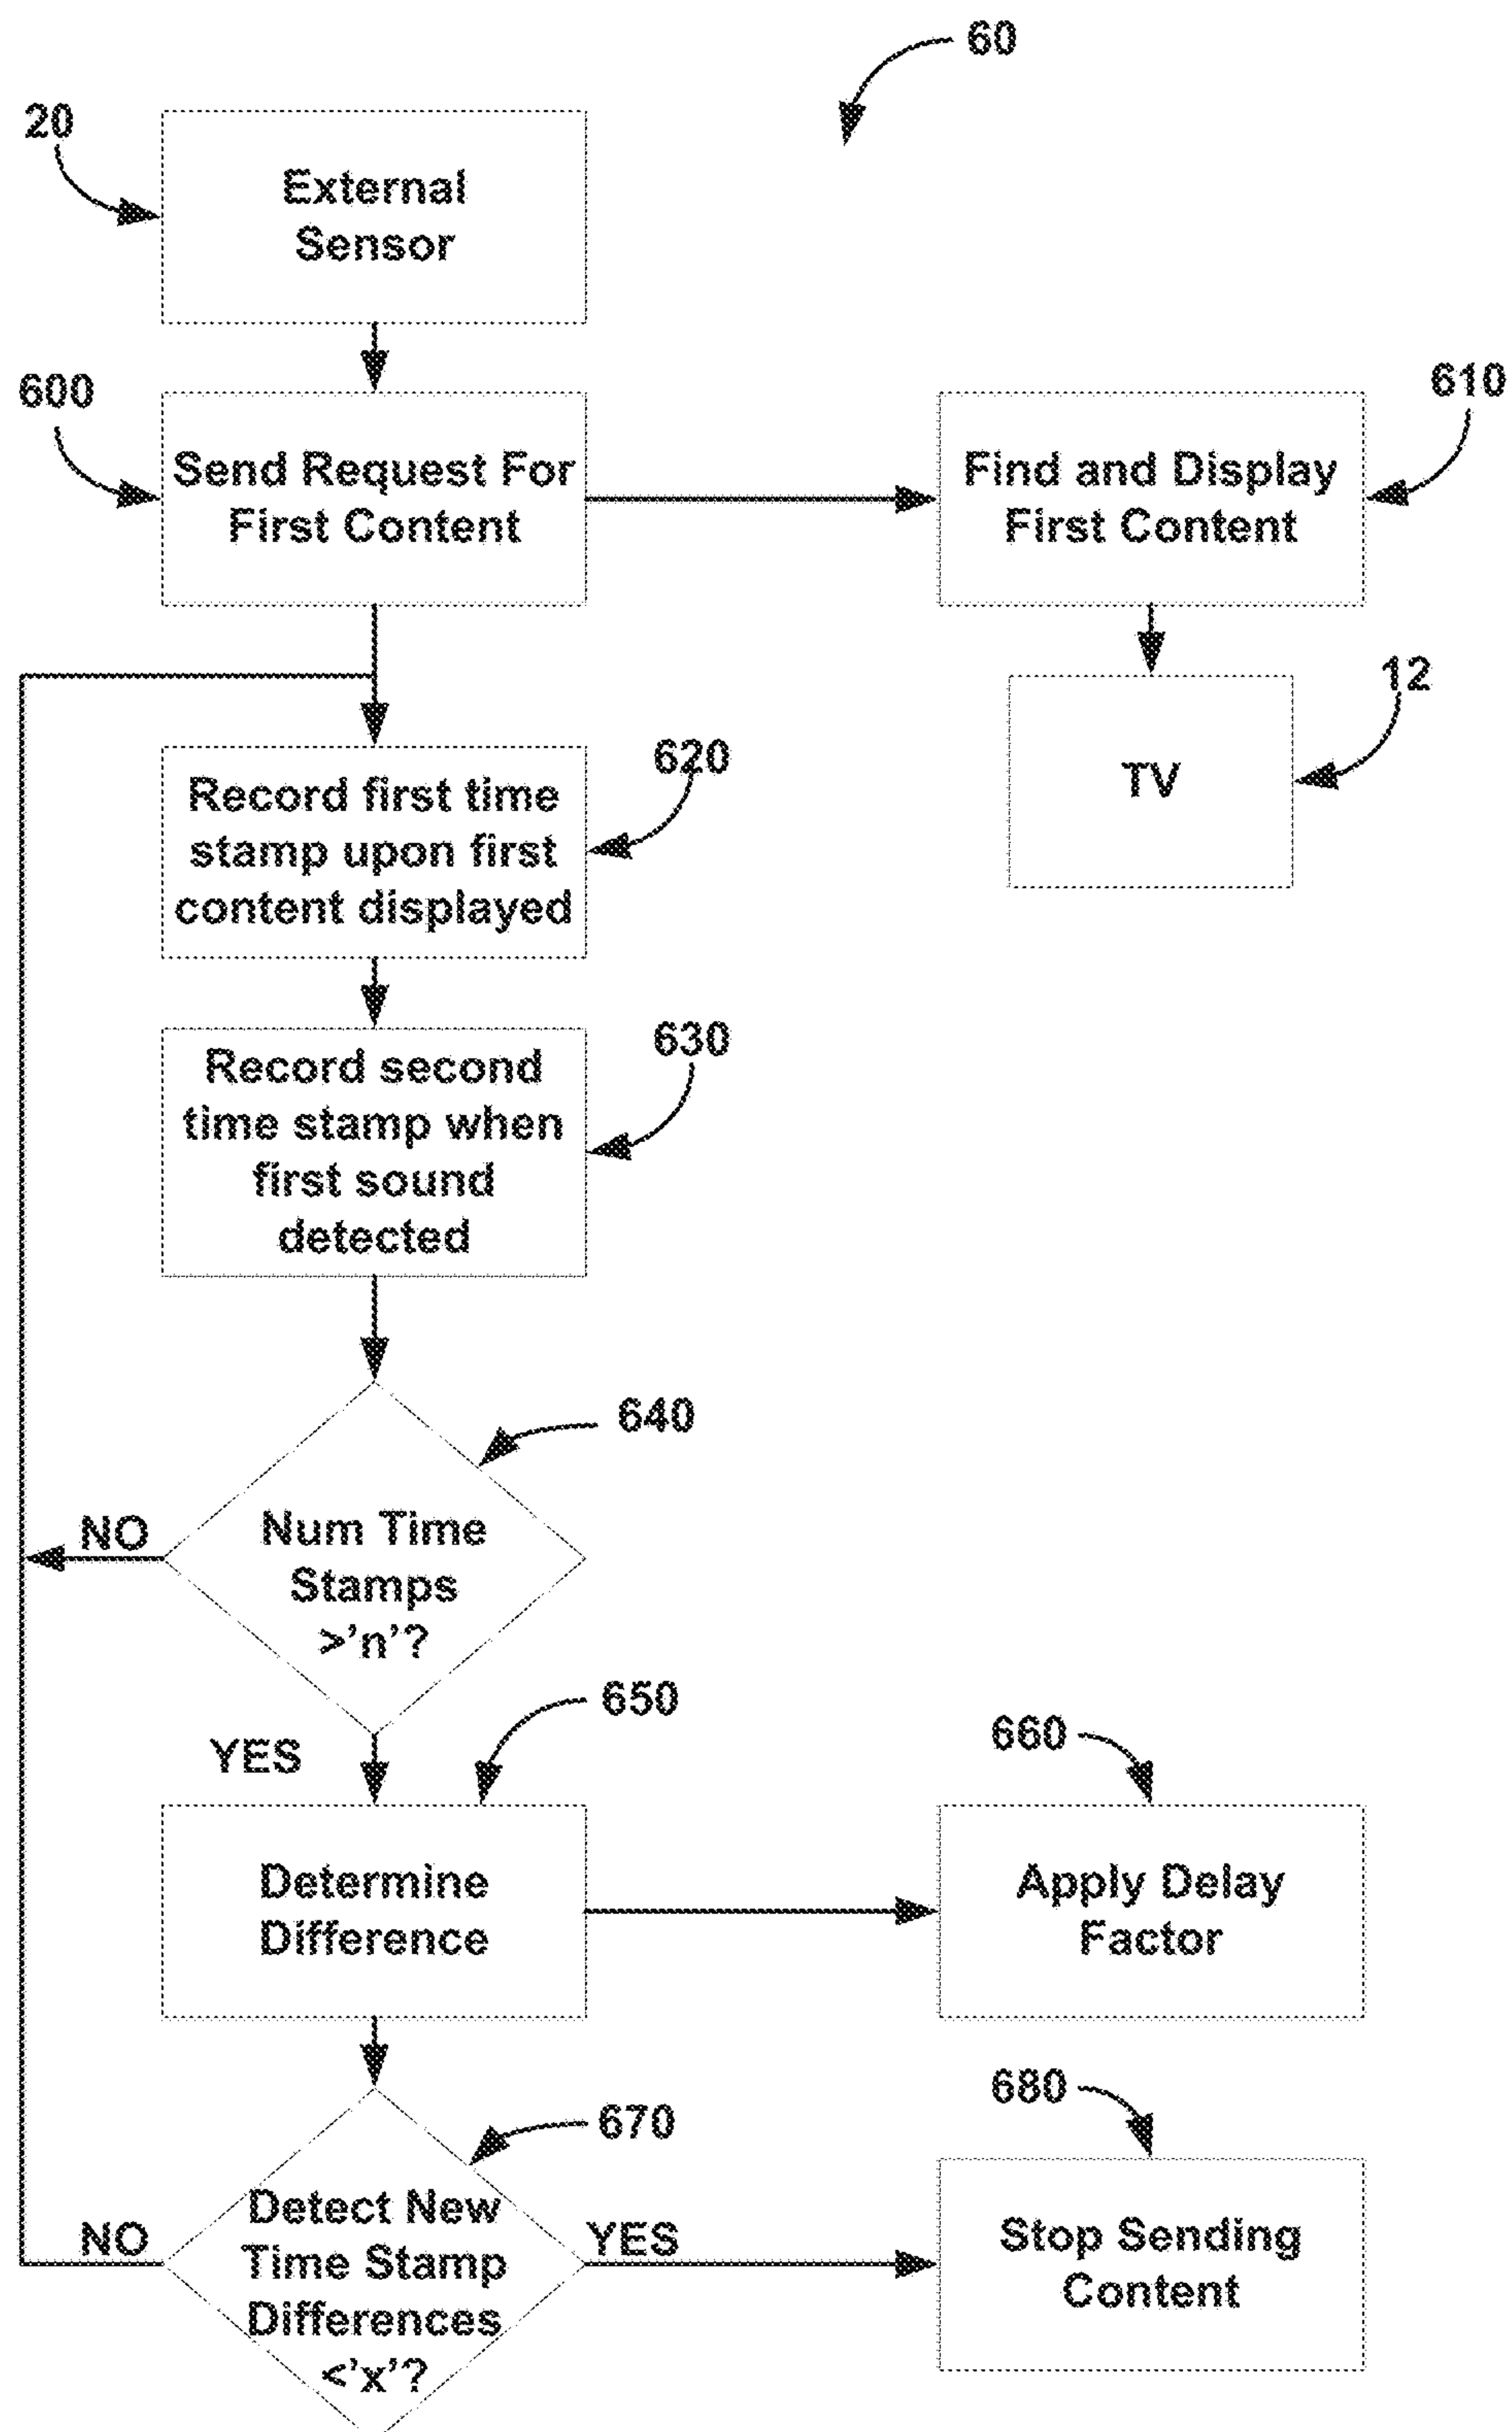 60
20
External
Sensor
600
Send Request For
First Content
610
Find and Display
First Content
12
TV
620
Record first time
stamp upon first
content displayed
630
Record second
time stamp when
first sound
detected
640
Num Time
Stamps
>'n'?
NO
YES
650
Determine
Difference
660
Apply Delay
Factor
670
Detect New
Time Stamp
Differences
<'x'?
NO
YES
680
Stop Sending
Content